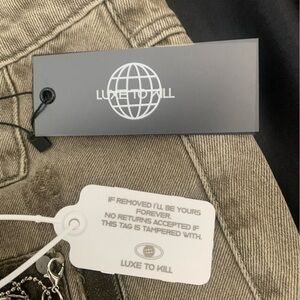 LUXE TO KILL
IF REMOVED I'LL BE YOURS
FOREVER.
NO RETURNS ACCEPTED IF
THIS TAG IS TAMPERED WITH.
LUXE TO KILL